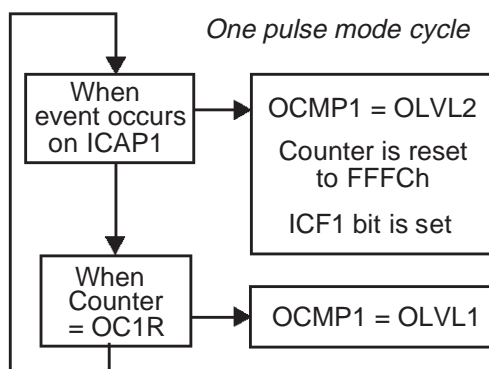 One pulse mode cycle
When
event occurs
on ICAP1
OCMP1 = OLVL2
Counter is reset
to FFFCh
ICF1 bit is set
When
Counter
= OC1R
OCMP1 = OLVL1